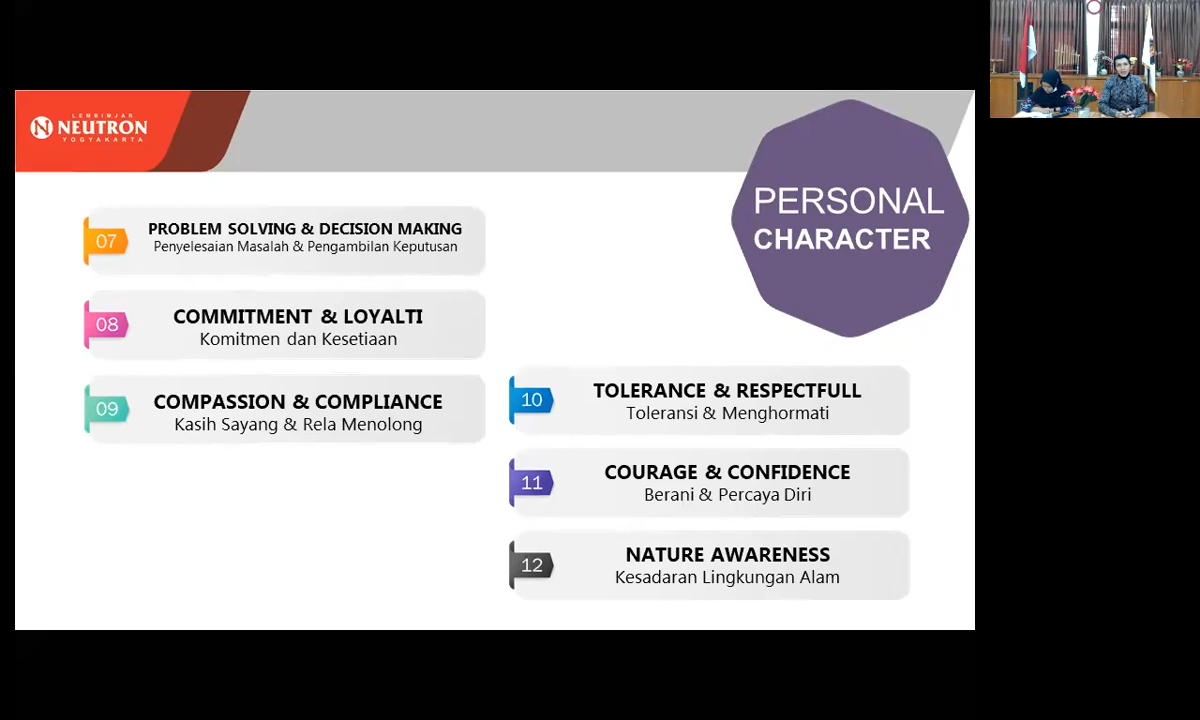 LEMBIMJAR
NEUTRON
YOGYAKARTA
PERSONAL
CHARACTER
07
PROBLEM SOLVING & DECISION MAKING
Penyelesaian Masalah & Pengambilan Keputusan
08
COMMITMENT & LOYALTI
Komitmen dan Kesetiaan
09
COMPASSION & COMPLIANCE
Kasih Sayang & Rela Menolong
10
TOLERANCE & RESPECTFULL
Toleransi & Menghormati
11
COURAGE & CONFIDENCE
Berani & Percaya Diri
12
NATURE AWARENESS
Kesadaran Lingkungan Alam